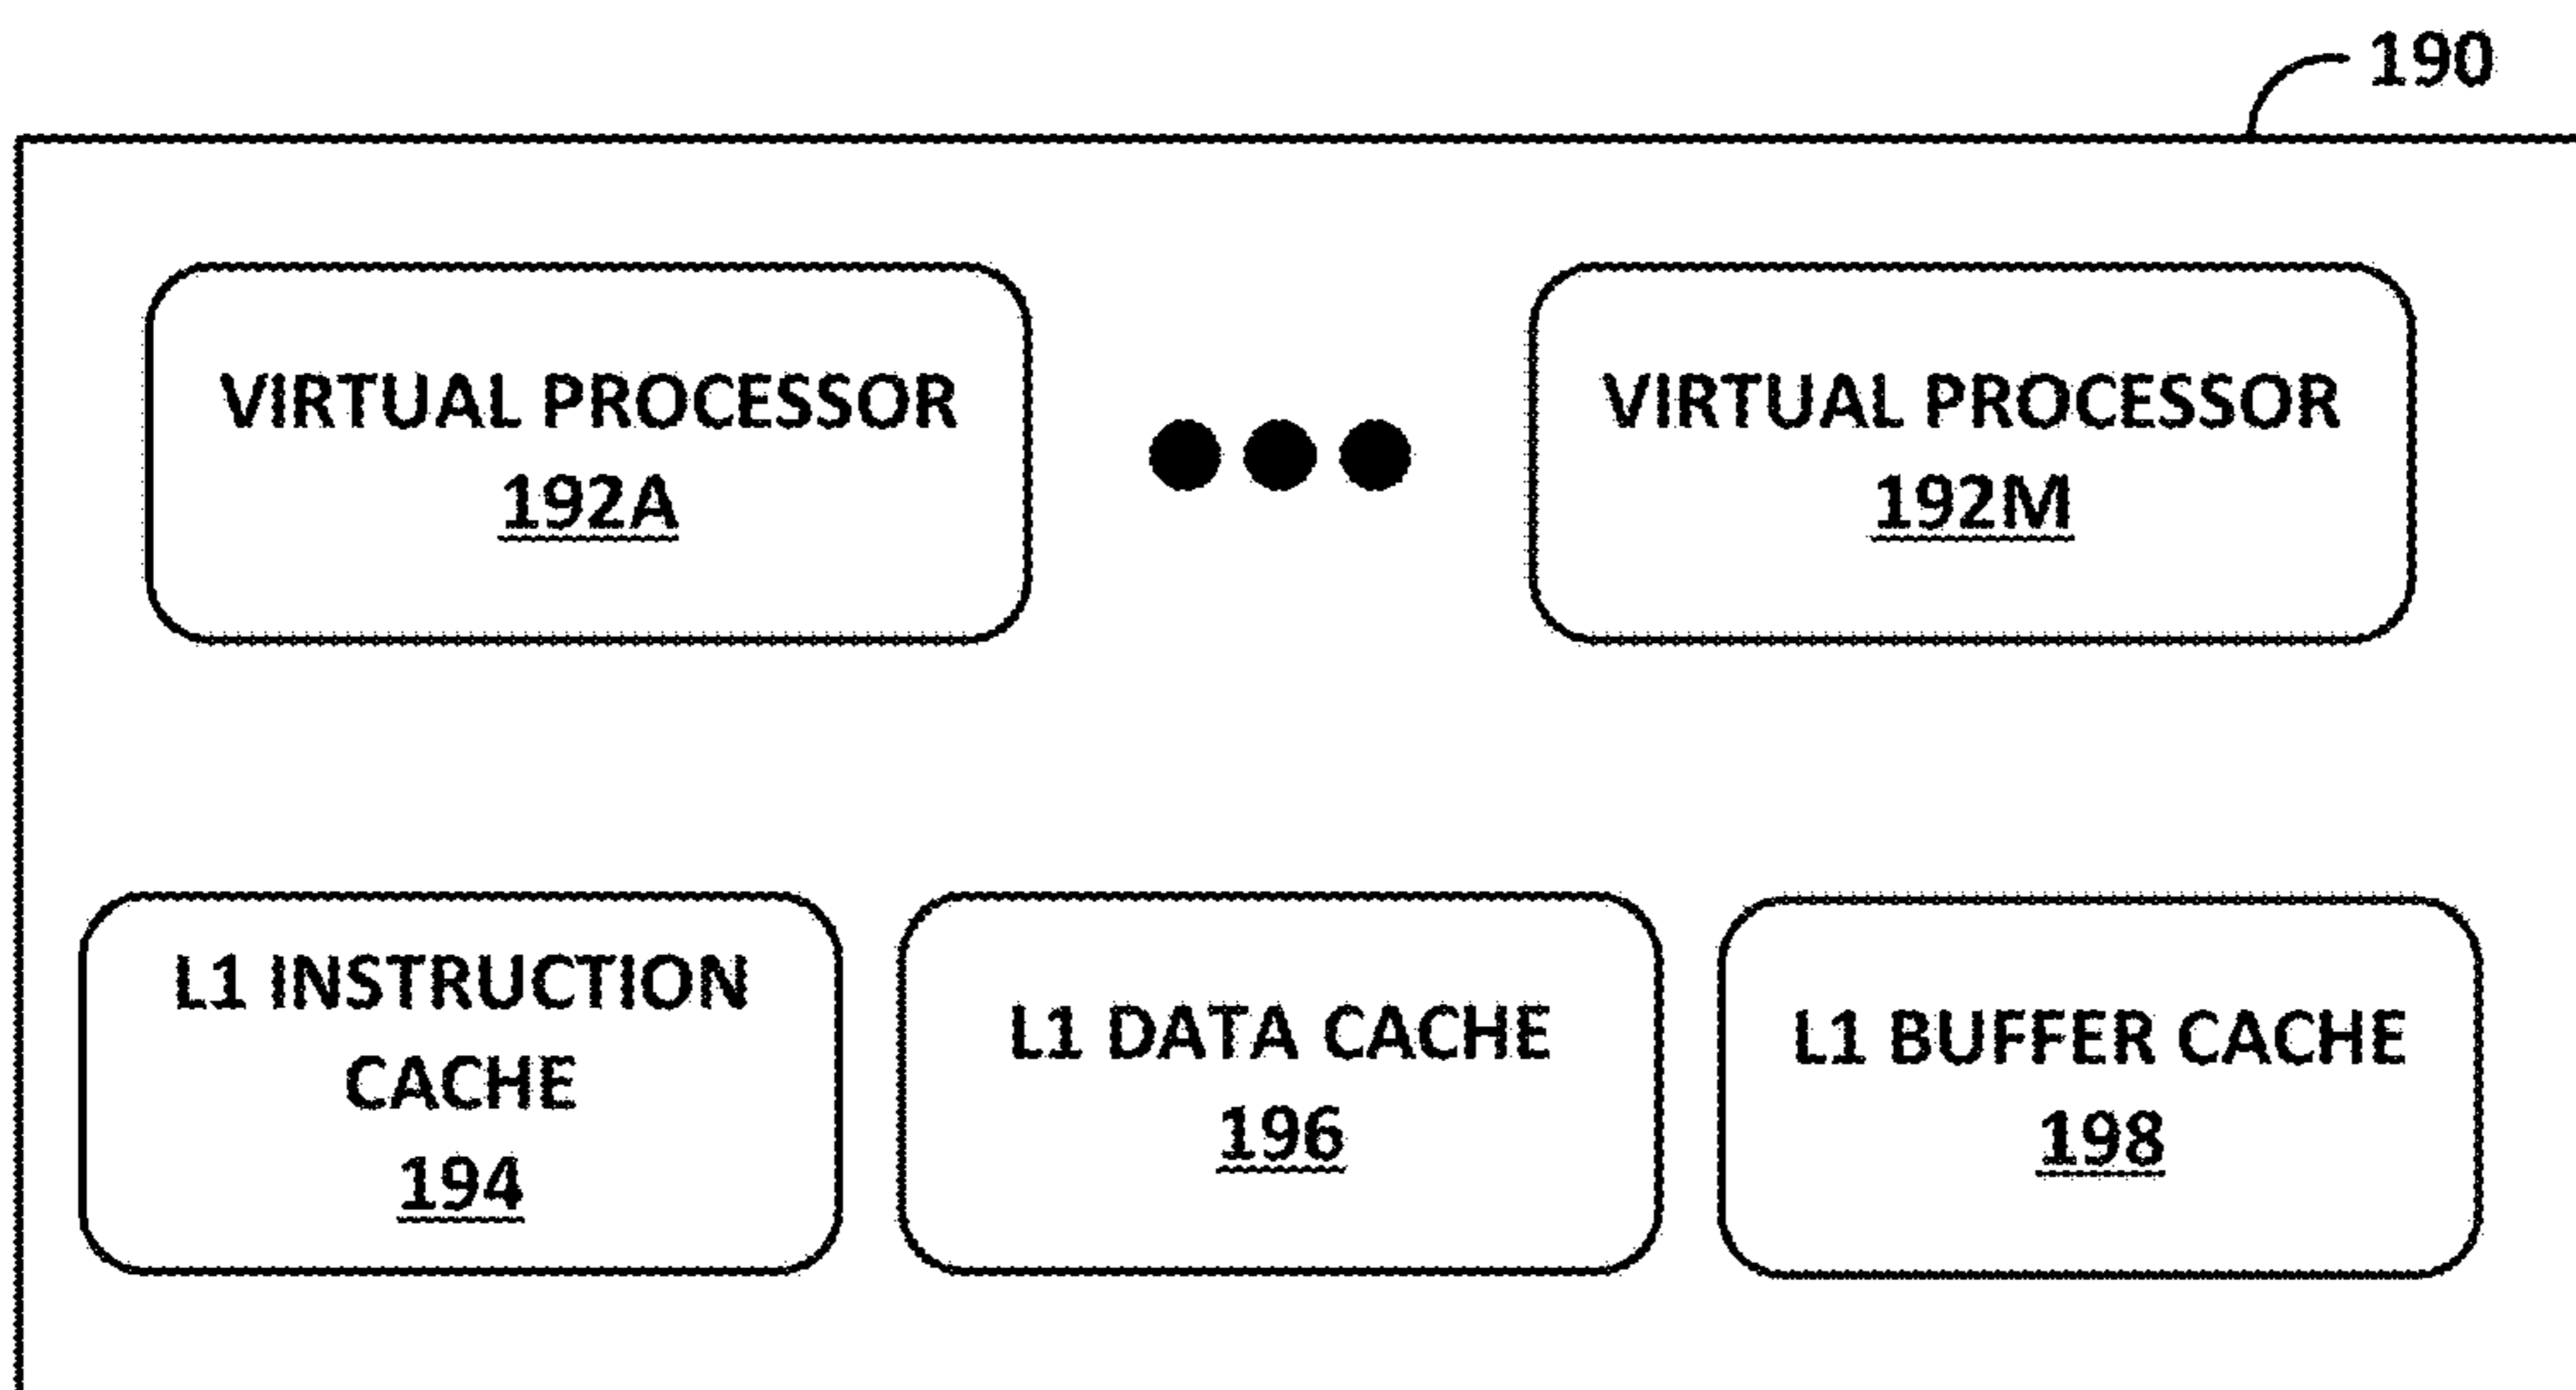 190
VIRTUAL PROCESSOR
192A
VIRTUAL PROCESSOR
192M
L1 INSTRUCTION
CACHE
194
L1 DATA CACHE
196
L1 BUFFER CACHE
198